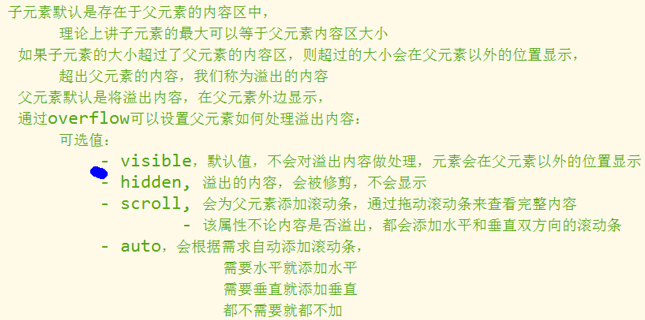 子元素默认是存在于父元素的内容区中，
理论上讲子元素的最大可以等于父元素内容区大小
如果子元素的大小超过了父元素的内容区，则超过的大小会在父元素以外的位置显示，
超出父元素的内容，我们称为溢出的内容
父元素默认是将溢出内容，在父元素外边显示，
通过overflow可以设置父元素如何处理溢出内容：
可选值：
- visible，默认值，不会对溢出内容做处理，元素会在父元素以外的位置显示
- hidden, 溢出的内容，会被修剪，不会显示
- scroll, 会为父元素添加滚动条，通过拖动滚动条来查看完整内容
- 该属性不论内容是否溢出，都会添加水平和垂直双方向的滚动条
- auto，会根据需求自动添加滚动条，
需要水平就添加水平
需要垂直就添加垂直
都不需要就都不加